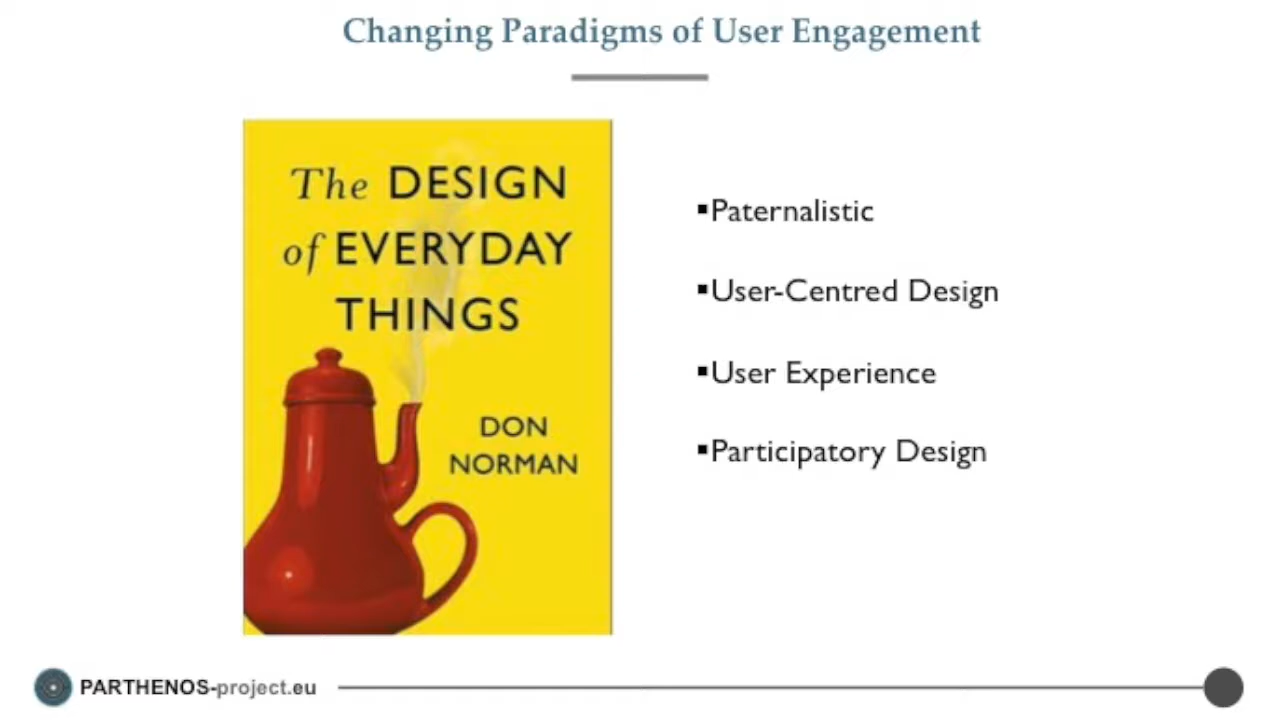 Changing Paradigms of User Engagement
The DESIGN
of EVERYDAY
THINGS
DON
NORMAN
▪Paternalistic
▪User-Centred Design
▪User Experience
▪Participatory Design
PARTHENOS-project.eu